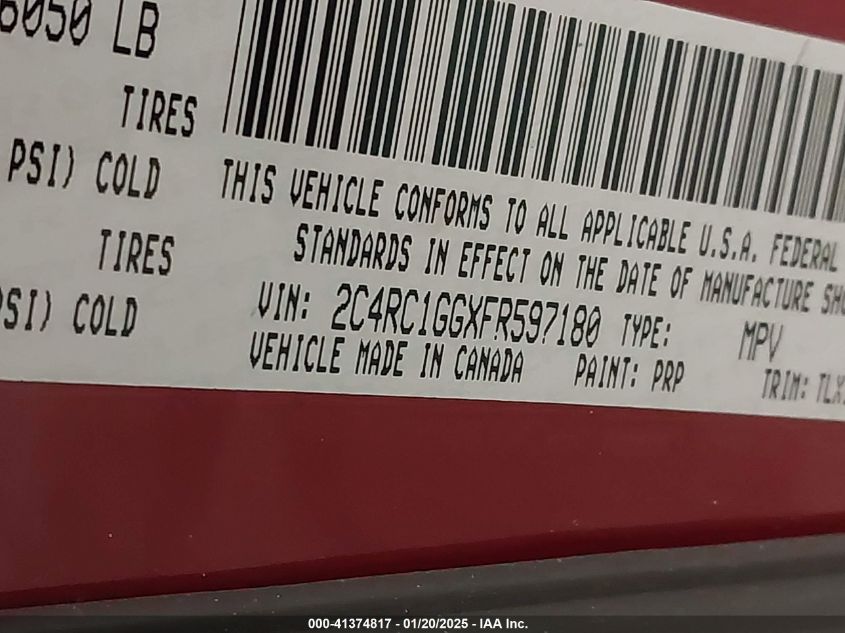 6050 LB
TIRES
PSI) COLD
TIRES
PSI) COLD
THIS VEHICLE CONFORMS TO ALL APPLICABLE U.S.A. FEDERAL
STANDARDS IN EFFECT ON THE DATE OF MANUFACTURE
VIN: 2C4RC1GGXFR597180 TYPE: MPV
VEHICLE MADE IN CANADA PAINT: PRP TRIM:
000-41374817 - 01/20/2025 - IAA Inc.